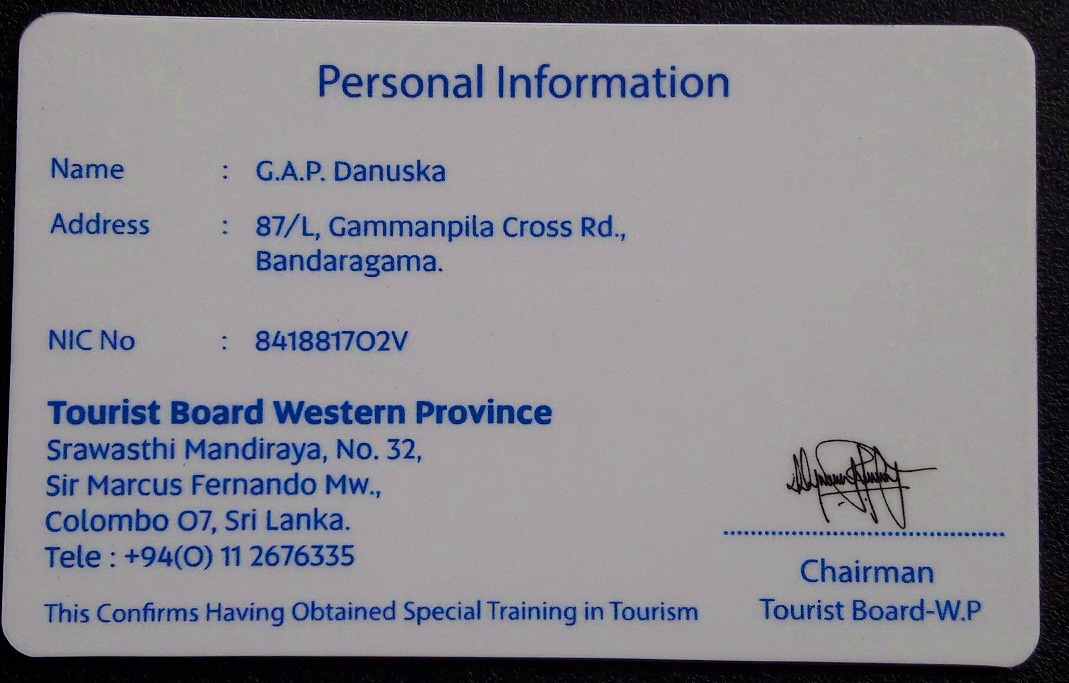 Personal Information
Name : G.A.P. Danuska
Address : 87/L, Gammanpila Cross Rd.,
Bandaragama.
NIC No : 841881702V
Tourist Board Western Province
Srawasthi Mandiraya, No. 32,
Sir Marcus Fernando Mw.,
Colombo 07, Sri Lanka.
Tele : +94(0) 11 2676335
This Confirms Having Obtained Special Training in Tourism
Chairman
Tourist Board-W.P